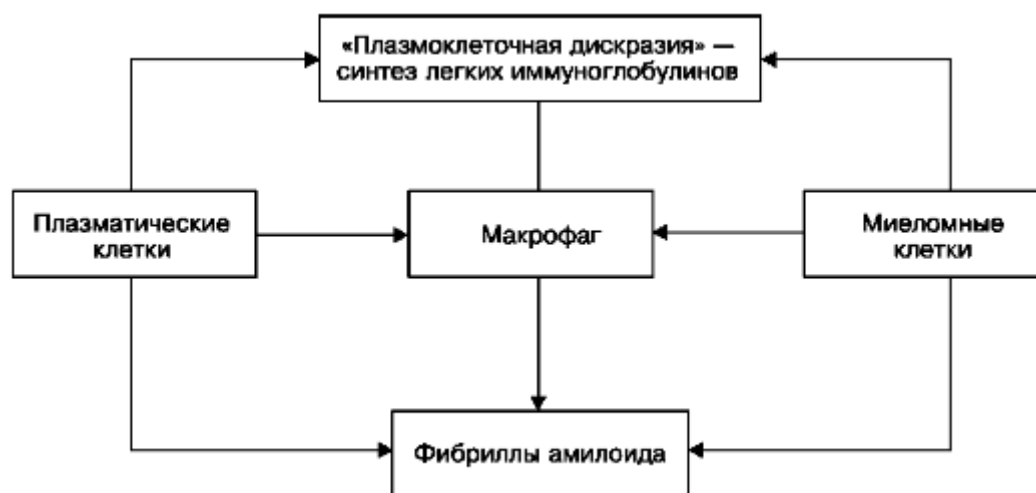 «Плазмоклеточная дискразия» —
синтез легких иммуноглобулинов
Плазматические
клетки
Макрофаг
Миеломные
клетки
Фибриллы амилоида